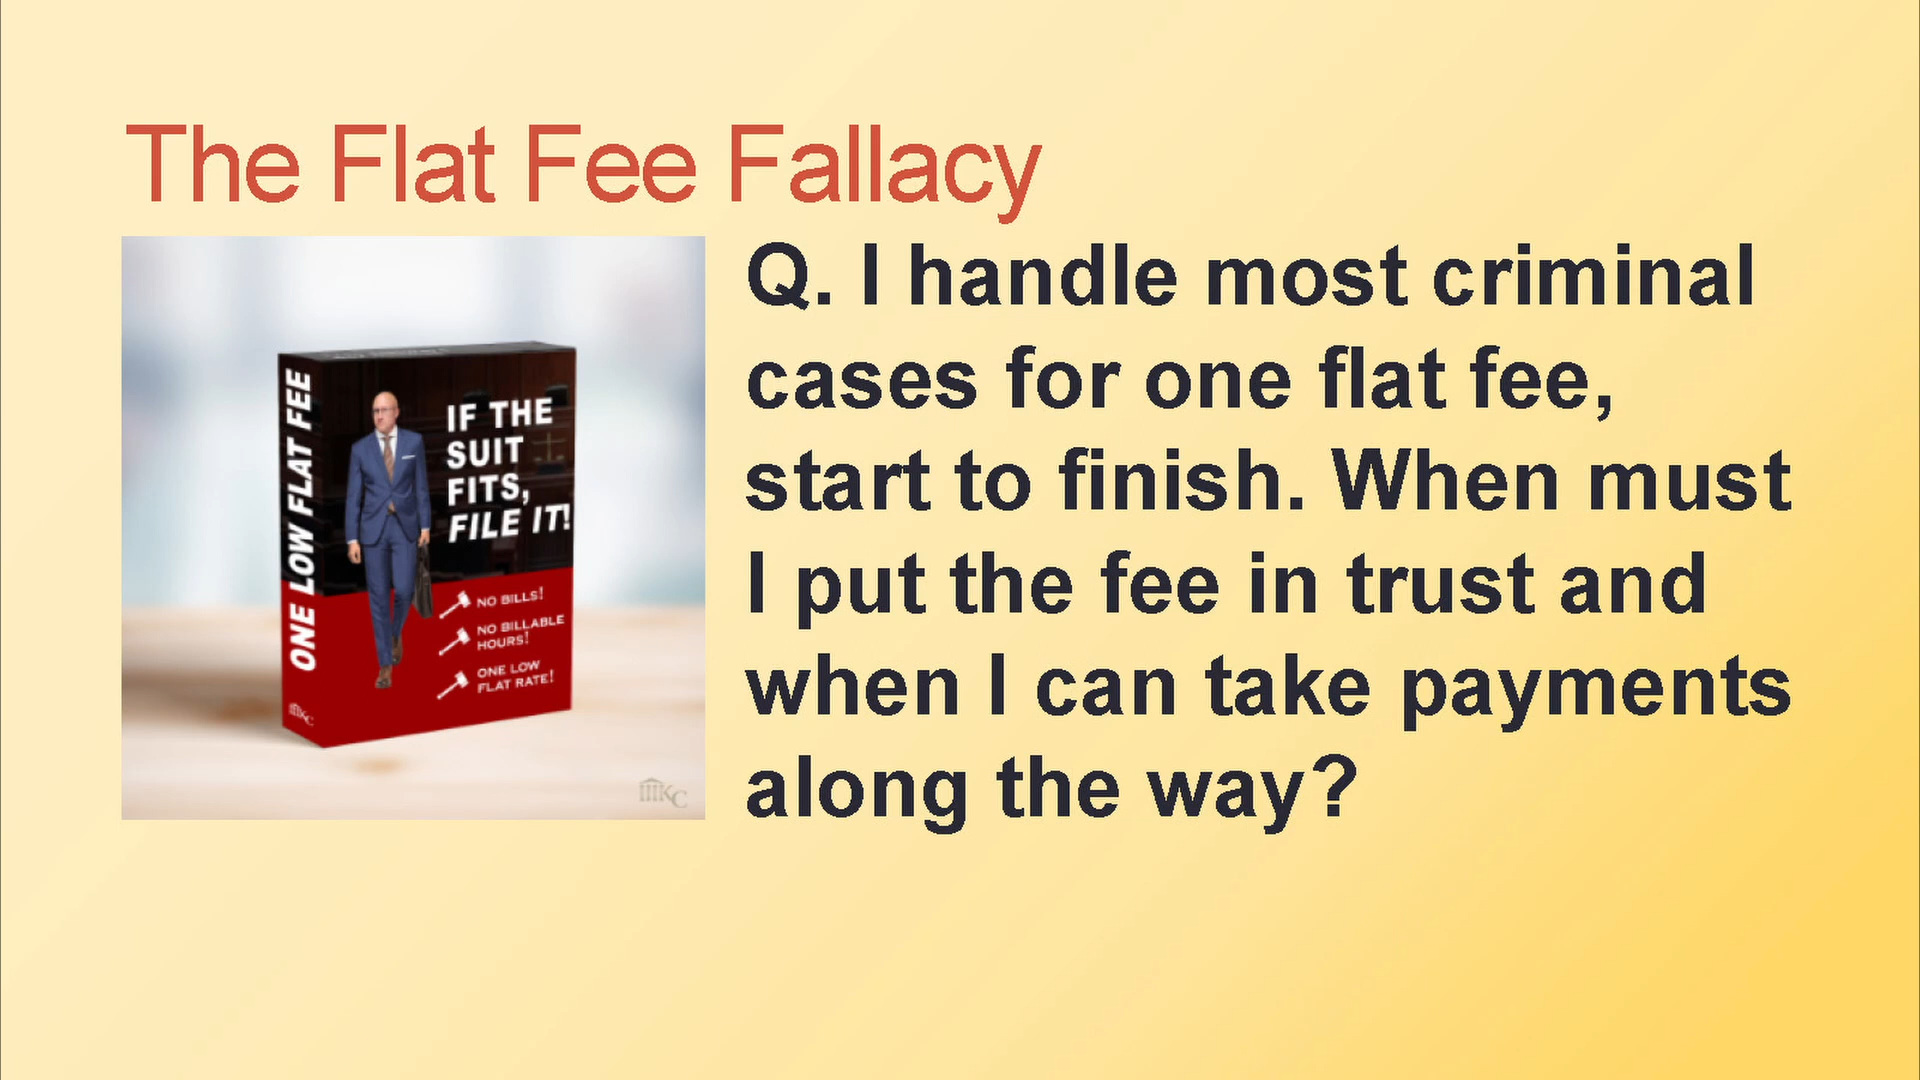 The Flat Fee Fallacy
ONE LOW FLAT FEE
IF THE
SUIT
FITS,
FILE IT!
NO BILLS!
NO BILLABLE
HOURS!
ONE LOW
FLAT RATE!
KC
KC
Q. I handle most criminal
cases for one flat fee,
start to finish. When must
I put the fee in trust and
when I can take payments
along the way?